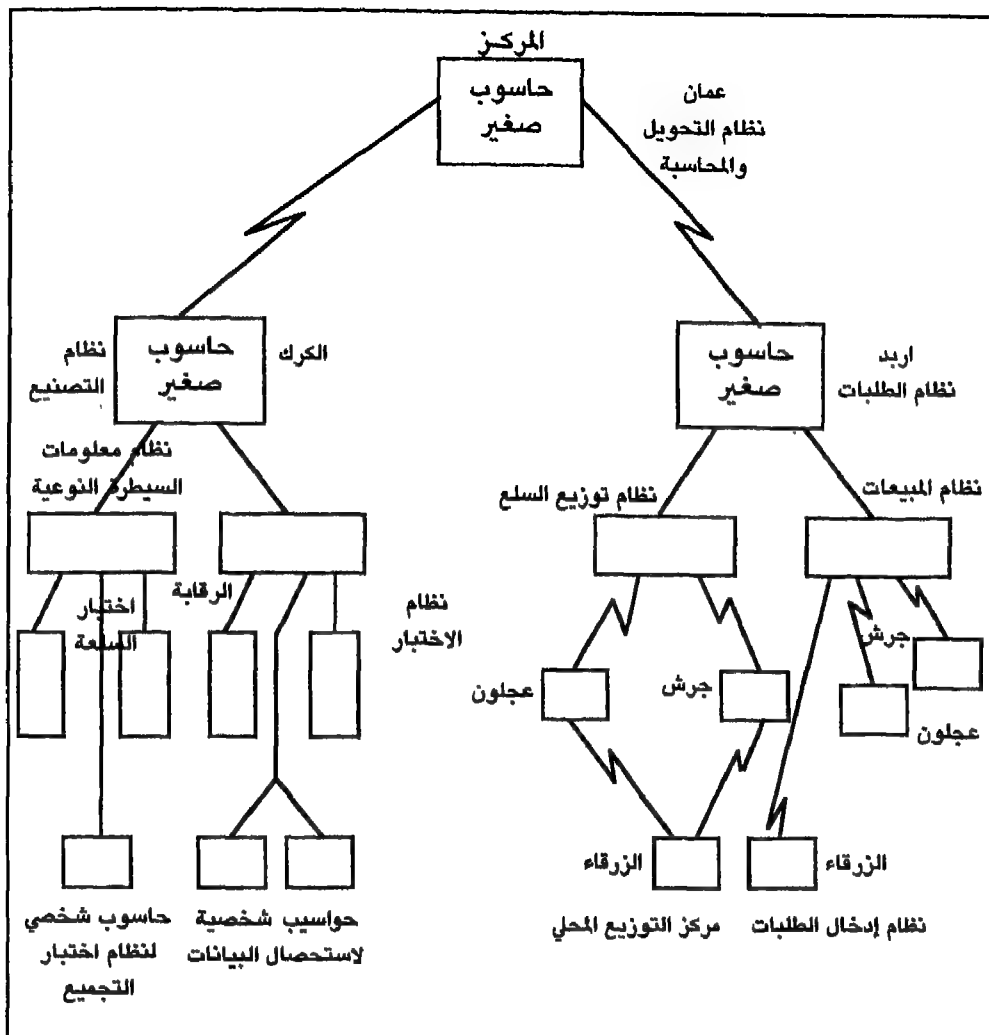 المركـز
حاسوب
صغير
عمان
نظام التحويل
والمحاسبة
اربد
نظام الطلبات
حاسوب
صغير
الكرك
حاسوب
صغير
نظام
التصنيع
نظام المبيعات
نظام توزيع السلع
نظام معلومات
السيطرة النوعية
الرقابة
نظام
الاختبار
اختبار
السلعة
جرش
عجلون
جرش
عجلون
الزرقاء
الزرقاء
نظام إدخال الطلبات
مركز التوزيع المحلي
حواسيب شخصية
لاستحصال البيانات
حاسوب شخصي
لنظام اختبار
التجميع